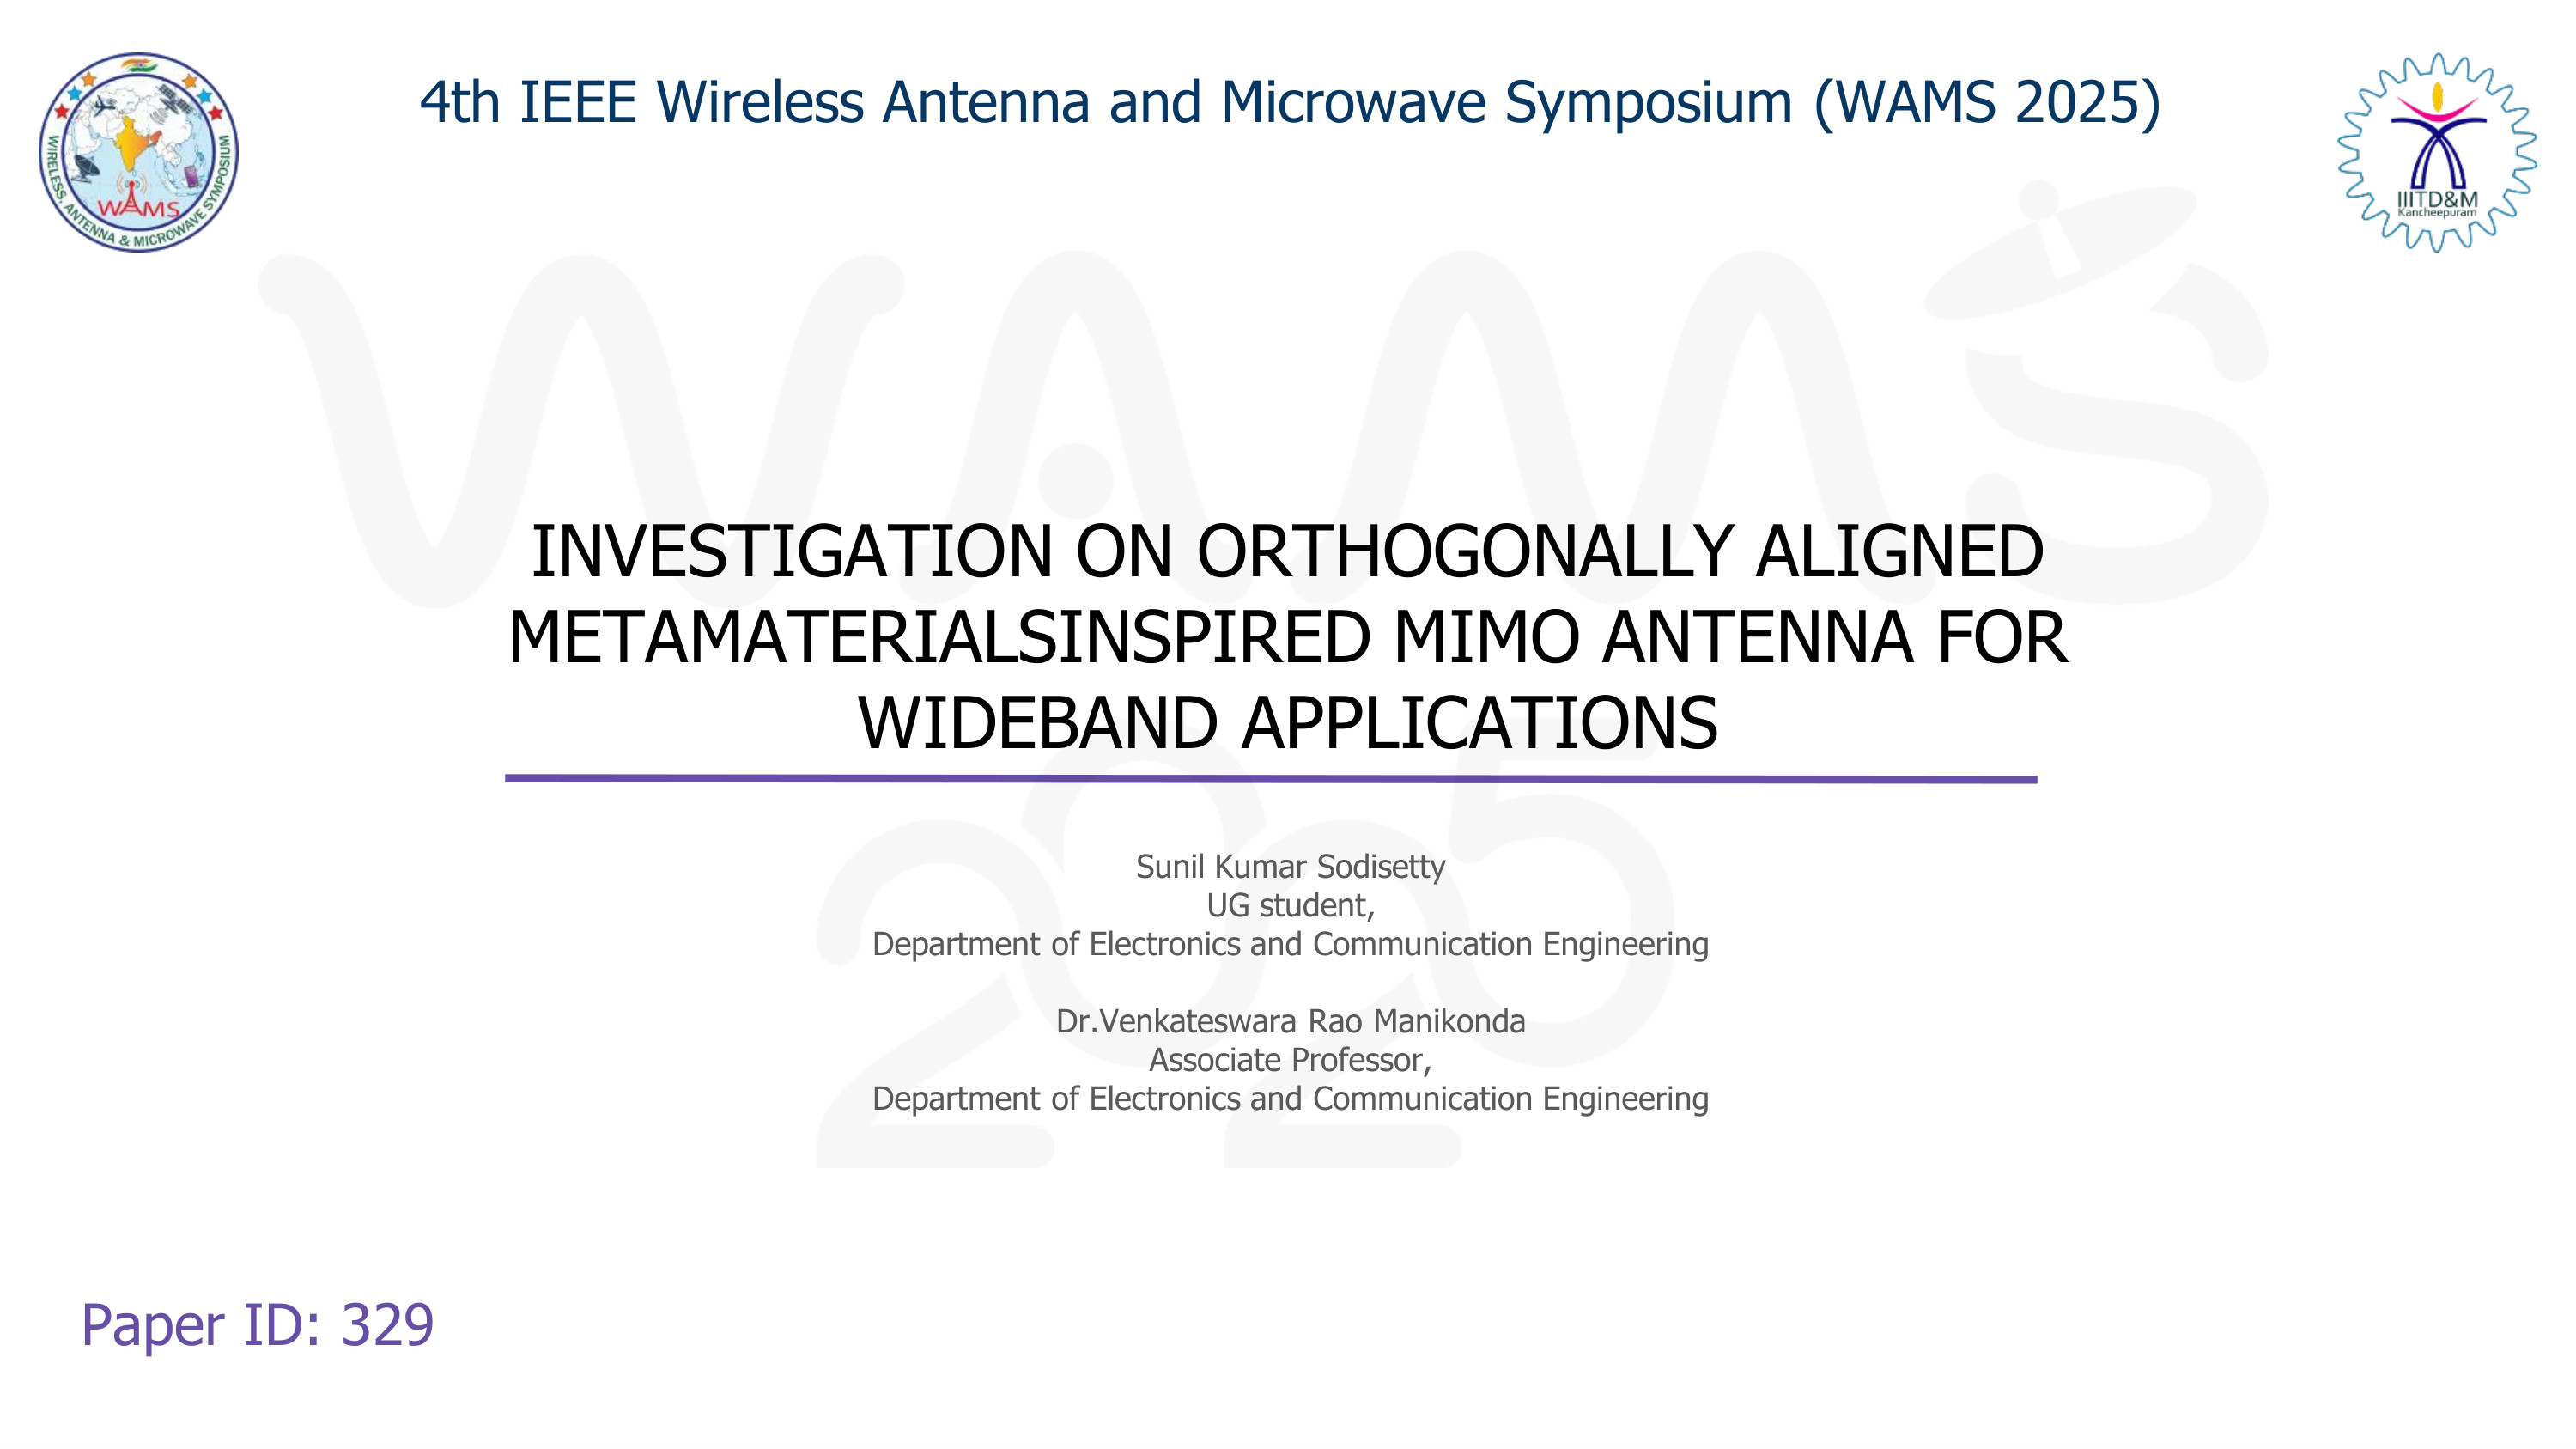 4th IEEE Wireless Antenna and Microwave Symposium (WAMS 2025)
WIRELESS, ANTENNA & MICROWAVE SYMPOSIUM
WAMS
IIITD&M
Kancheepuram
WAMS
2025
INVESTIGATION ON ORTHOGONALLY ALIGNED
METAMATERIALSINSPIRED MIMO ANTENNA FOR
WIDEBAND APPLICATIONS
Sunil Kumar Sodisetty
UG student,
Department of Electronics and Communication Engineering
Dr.Venkateswara Rao Manikonda
Associate Professor,
Department of Electronics and Communication Engineering
Paper ID: 329